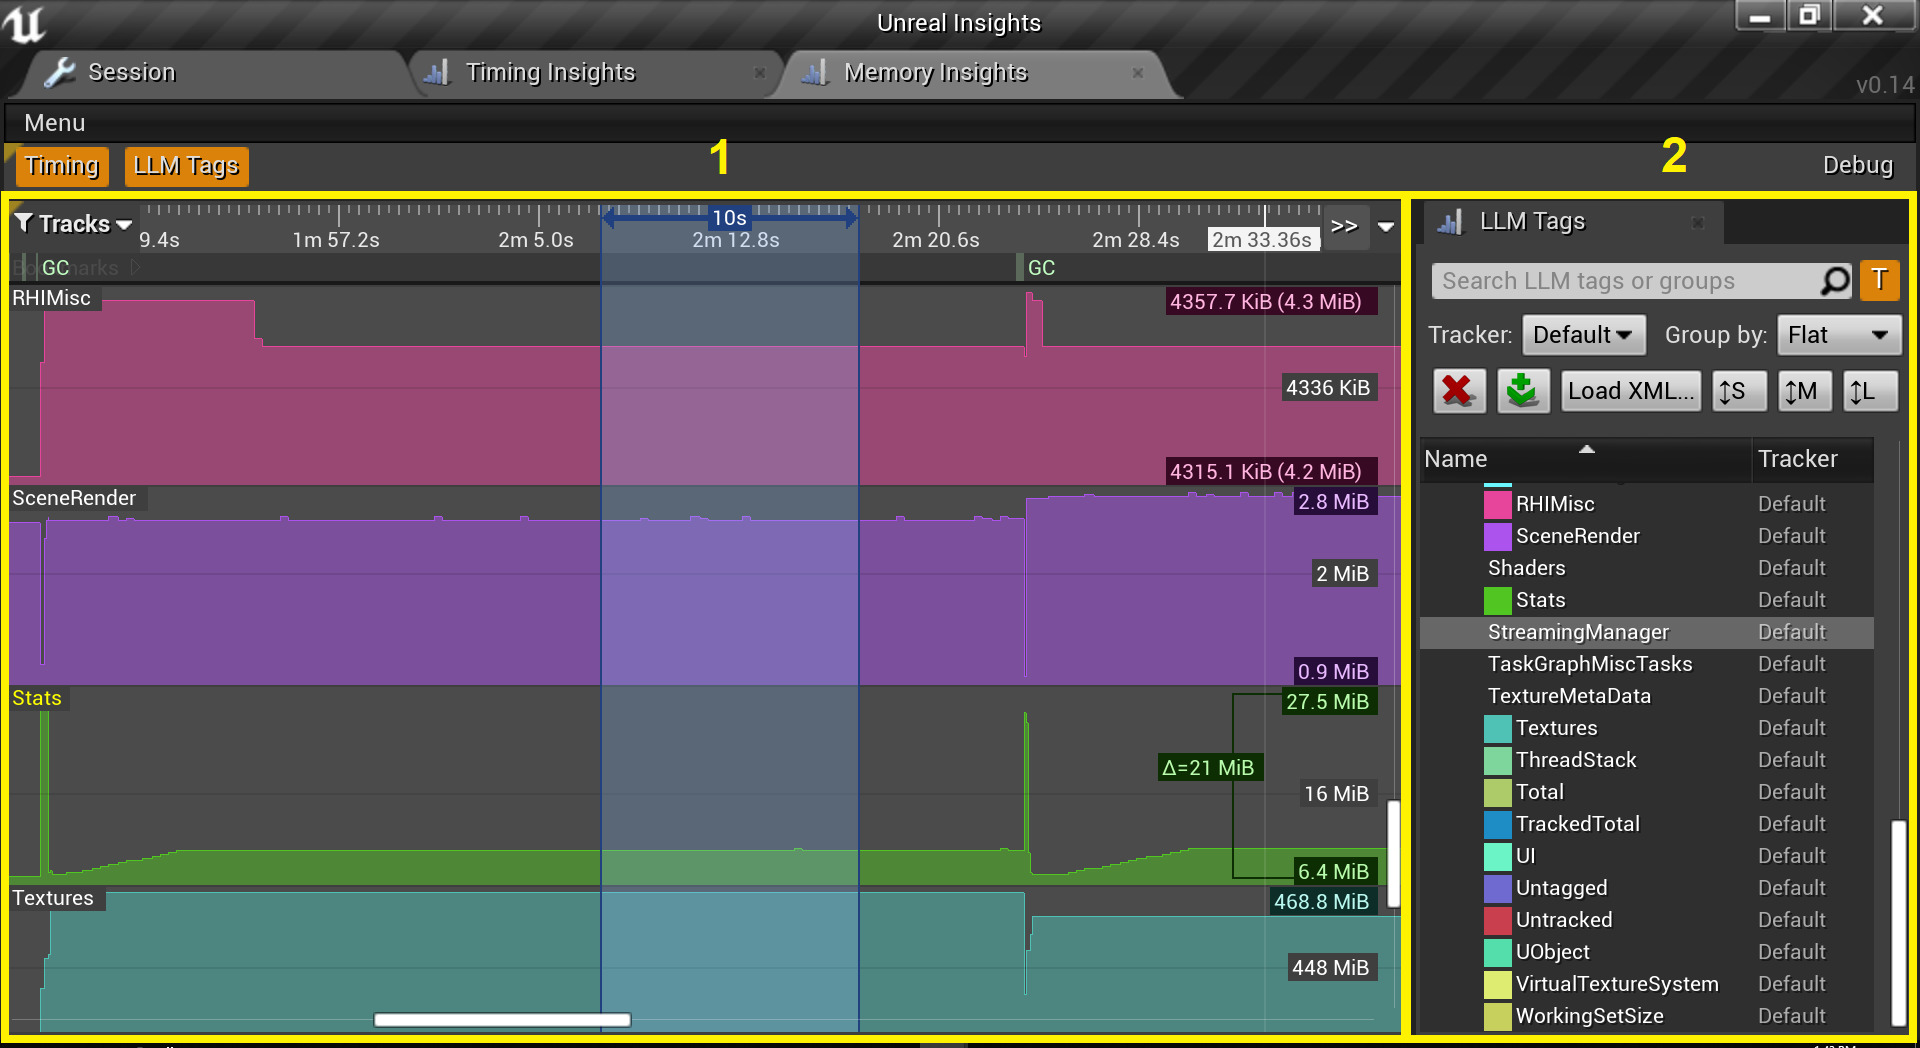 Unreal Insights
Session
Timing Insights
Memory Insights
v0.14
Menu
Timing
LLM Tags
1
2
Debug
Tracks
10s
>>
9.4s
1m 57.2s
2m 5.0s
2m 12.8s
2m 20.6s
2m 28.4s
2m 33.36s
Bookmarks
GC
GC
RHIMisc
4357.7 KiB (4.3 MiB)
4336 KiB
4315.1 KiB (4.2 MiB)
SceneRender
2.8 MiB
2 MiB
0.9 MiB
Stats
27.5 MiB
Δ=21 MiB
16 MiB
6.4 MiB
Textures
468.8 MiB
448 MiB
LLM Tags
Search LLM tags or groups
T
Tracker: Default
Group by: Flat
Load XML...
↕S
↕M
↕L
Name Tracker
RHIMisc Default
SceneRender Default
Shaders Default
Stats Default
StreamingManager Default
TaskGraphMiscTasks Default
TextureMetaData Default
Textures Default
ThreadStack Default
Total Default
TrackedTotal Default
UI Default
Untagged Default
Untracked Default
UObject Default
VirtualTextureSystem Default
WorkingSetSize Default